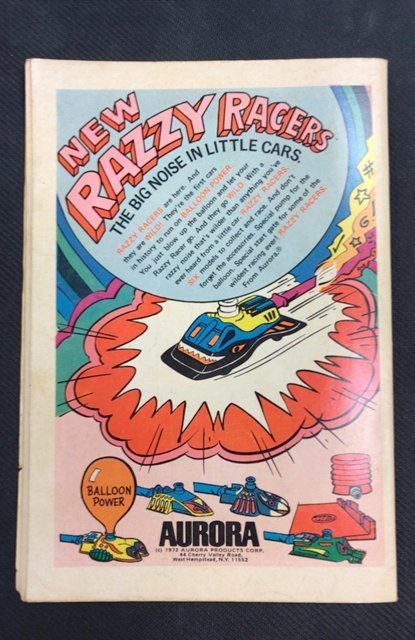 NEW
RAZZY RACERS
THE BIG NOISE IN LITTLE CARS.
RAZZY RACERS are here. And
they are WILD! They're the first cars
in history to run on BALLOON-POWER.
You just blow up the balloon and let your
Razzy Racer go. And they go WILD. With a
razzy noise that's wilder than anything you've
ever heard from a little car. RAZZY RACERS.
SIX models to collect and race. And don't
forget the accessories. Special pump for the
balloon. Special start gate for some of the
wildest racing ever! RAZZY RACERS.
From Aurora.®
BALLOON
POWER
AURORA
(c) 1972 AURORA PRODUCTS CORP.
44 Cherry Valley Road,
West Hempstead, N.Y. 11552